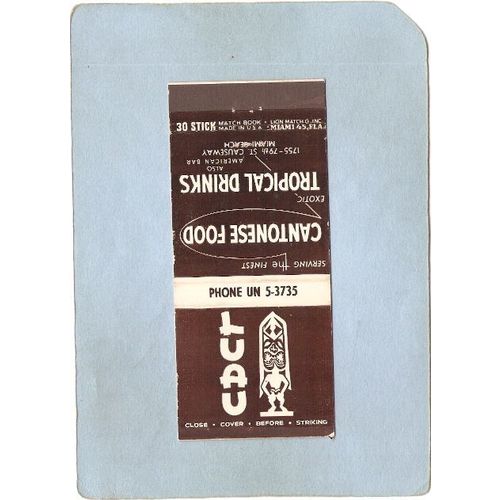 30 STICK MATCH BOOK • LION MATCH CO. INC.
MADE IN U.S.A. • MIAMI 45, FLA.
SERVING the FINEST
CANTONESE FOOD
EXOTIC
TROPICAL DRINKS
ALSO
AMERICAN BAR
1755-79th ST. CAUSEWAY
MIAMI BEACH
PHONE UN 5-3735
LUAU
CLOSE • COVER • BEFORE • STRIKING